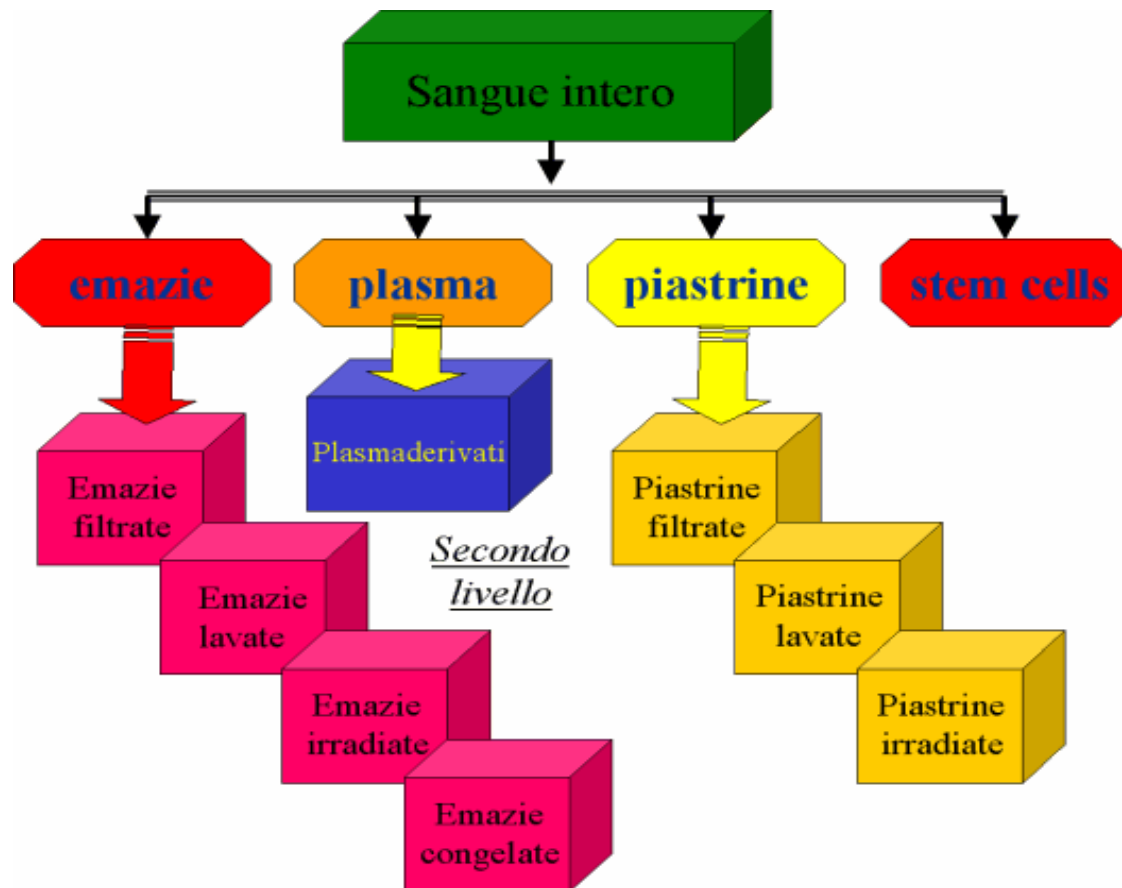 Sangue intero
emazie
plasma
piastrine
stem cells
Emazie
filtrate
Plasmaderivati
Piastrine
filtrate
Secondo
livello
Emazie
lavate
Piastrine
lavate
Emazie
irradiate
Piastrine
irradiate
Emazie
congelate